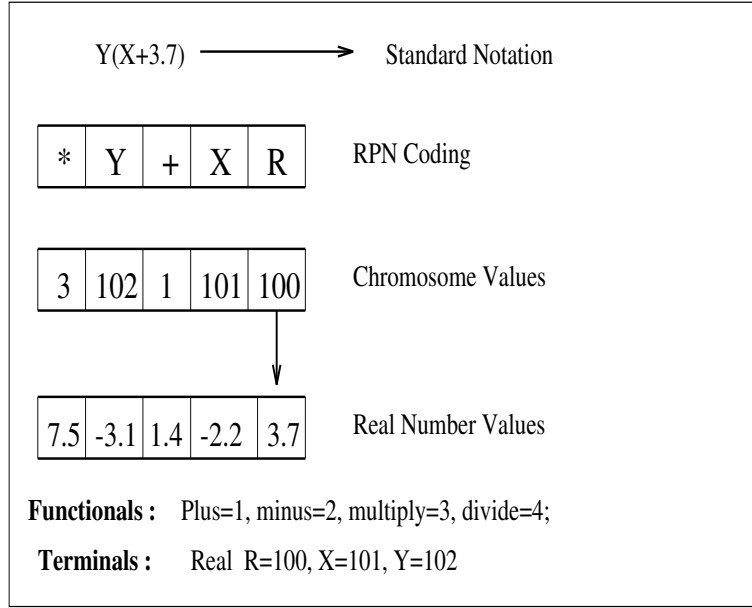 Y(X+3.7) Standard Notation
* Y + X R RPN Coding
3 102 1 101 100 Chromosome Values
7.5 -3.1 1.4 -2.2 3.7 Real Number Values
Functionals : Plus=1, minus=2, multiply=3, divide=4;
Terminals : Real R=100, X=101, Y=102